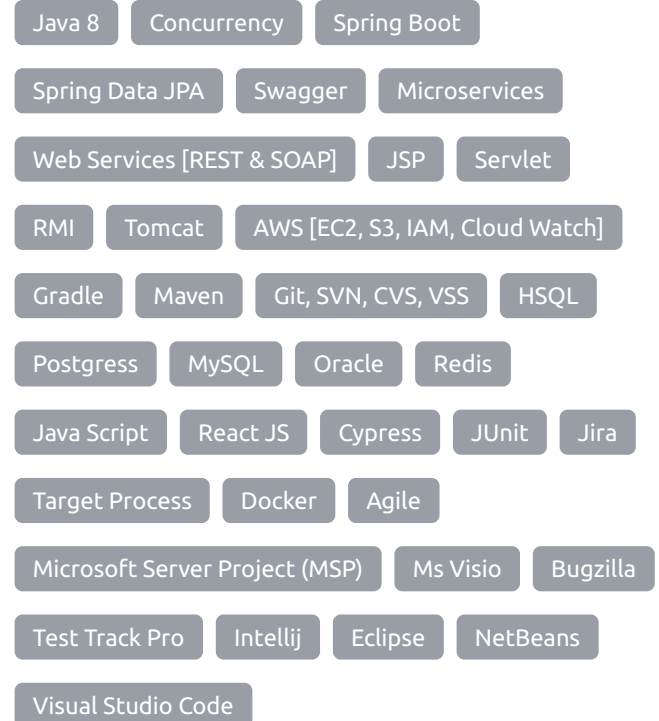 Java 8 Concurrency Spring Boot
Spring Data JPA Swagger Microservices
Web Services [REST & SOAP] JSP Servlet
RMI Tomcat AWS [EC2, S3, IAM, Cloud Watch]
Gradle Maven Git, SVN, CVS, VSS HSQL
Postgress MySQL Oracle Redis
Java Script React JS Cypress JUnit Jira
Target Process Docker Agile
Microsoft Server Project (MSP) Ms Visio Bugzilla
Test Track Pro Intellij Eclipse NetBeans
Visual Studio Code